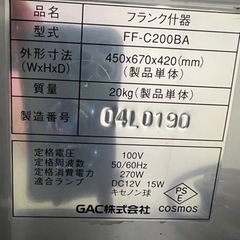 品名 フランク什器
型式 FF-C200BA
外形寸法 450x670x420(mm)
(WxHxD) (製品単体)
質量 20kg(製品単体)
製造番号 04L0190
定格電圧 100V
定格周波数 50/60Hz
定格消費電力 270W
適合ランプ DC12V 15W
キセノン球
PSE
cosmos
GAC株式会社